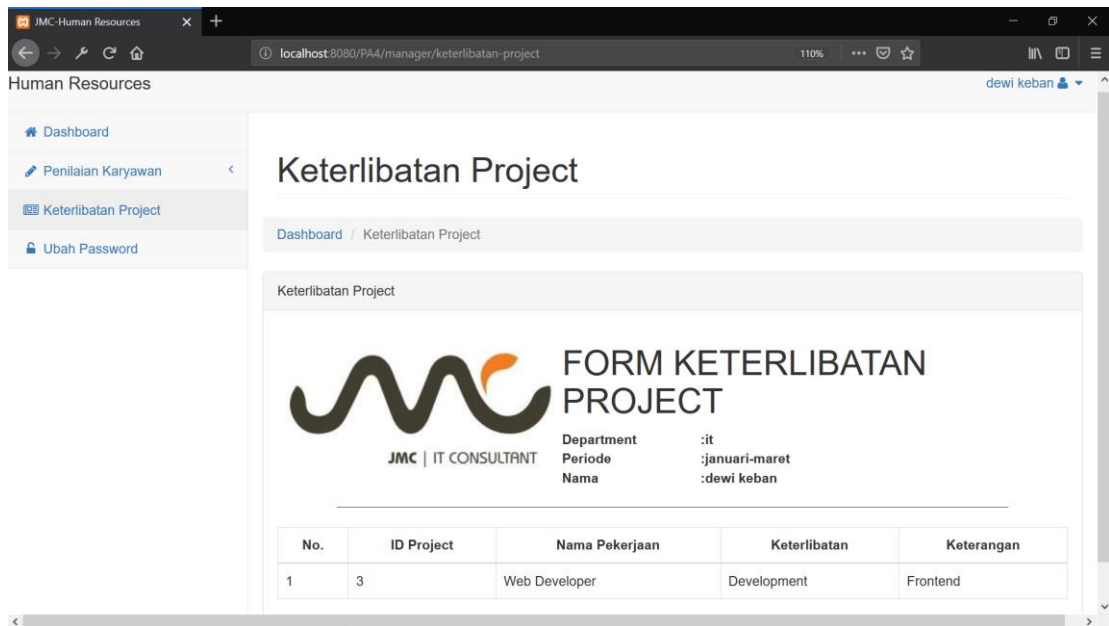 JMC-Human Resources
localhost:8080/PA4/manager/keterlibatan-project
110%
Human Resources
dewi keban
Dashboard
Penilaian Karyawan
Keterlibatan Project
Ubah Password
Keterlibatan Project
Dashboard / Keterlibatan Project
Keterlibatan Project
JMC | IT CONSULTANT
FORM KETERLIBATAN
PROJECT
Department :it
Periode :januari-maret
Nama :dewi keban
No. ID Project Nama Pekerjaan Keterlibatan Keterangan
1 3 Web Developer Development Frontend